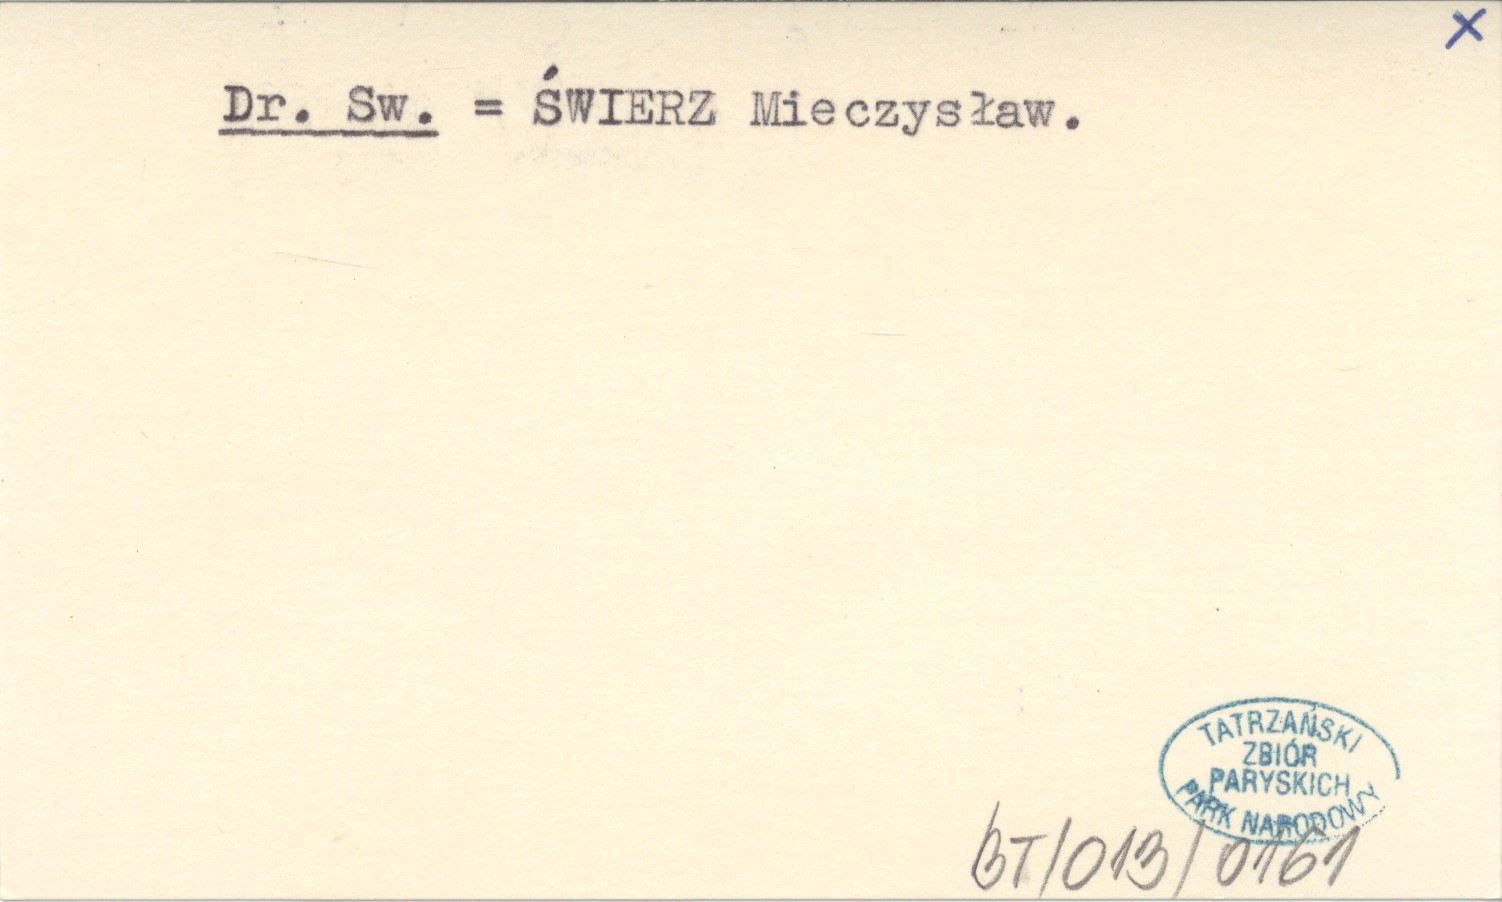 x
Dr. Sw. = ŚWIERZ Mieczysław.
TATRZAŃSKI
ZBIÓR
PARYSKICH
PARK NARODOWY
BT/013/0161